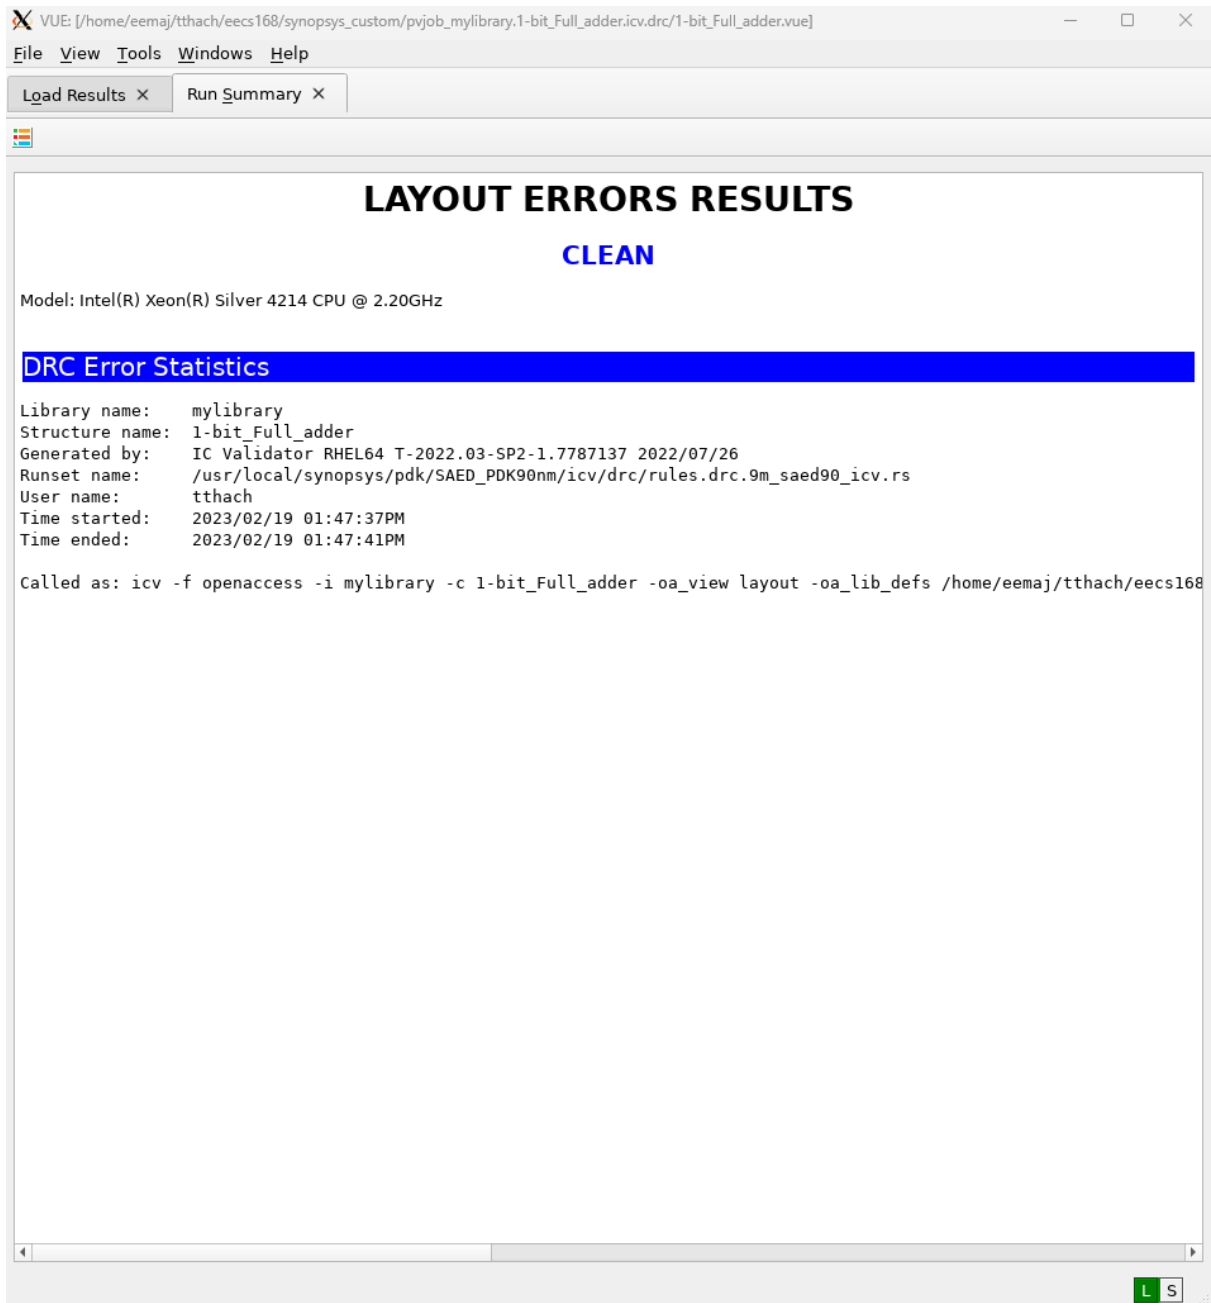 VUE: [/home/eemaj/tthach/eecs168/synopsys_custom/pvjob_mylibrary.1-bit_Full_adder.icv.drc/1-bit_Full_adder.vue]
File View Tools Windows Help
Load Results Run Summary
LAYOUT ERRORS RESULTS
CLEAN
Model: Intel(R) Xeon(R) Silver 4214 CPU @ 2.20GHz
DRC Error Statistics
Library name: mylibrary
Structure name: 1-bit_Full_adder
Generated by: IC Validator RHEL64 T-2022.03-SP2-1.7787137 2022/07/26
Runset name: /usr/local/synopsys/pdk/SAED_PDK90nm/icv/drc/rules.drc.9m_saed90_icv.rs
User name: tthach
Time started: 2023/02/19 01:47:37PM
Time ended: 2023/02/19 01:47:41PM
Called as: icv -f openaccess -i mylibrary -c 1-bit_Full_adder -oa_view layout -oa_lib_defs /home/eemaj/tthach/eecs168
L S